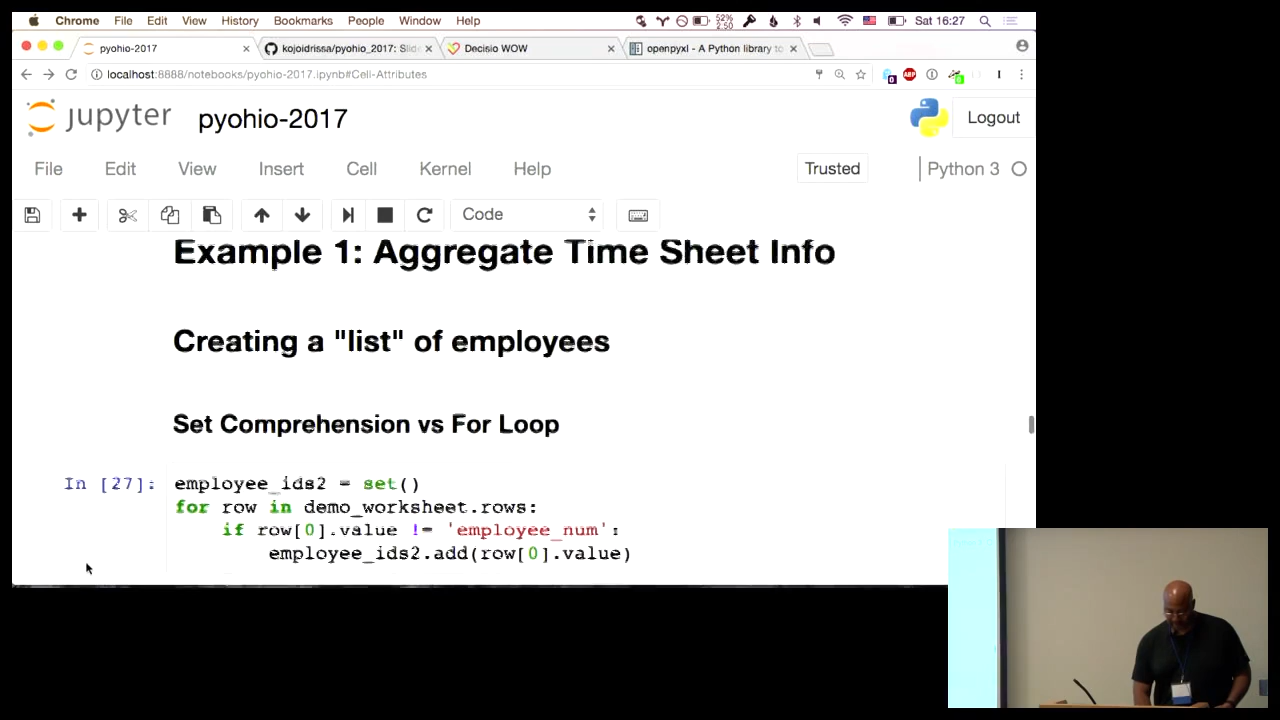 Chrome File Edit View History Bookmarks People Window Help 52% 2:50 Sat 16:27
pyohio-2017 kojoidrissa/pyohio_2017: Slid Decisio WOW openpyxl - A Python library to
localhost:8888/notebooks/pyohio-2017.ipynb#Cell-Attributes ABP
jupyter pyohio-2017 Logout
File Edit View Insert Cell Kernel Help Trusted Python 3
Code
Example 1: Aggregate Time Sheet Info
Creating a "list" of employees
Set Comprehension vs For Loop
In [27]: employee_ids2 = set()
for row in demo_worksheet.rows:
if row[0].value != 'employee_num':
employee_ids2.add(row[0].value)